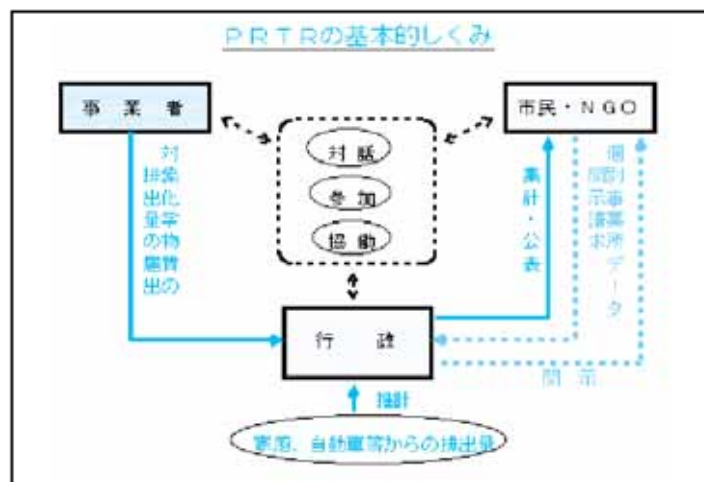 PRTRの基本的しくみ
事業者
市民・NGO
対話
参加
協働
対象化学物質の
排出量の届出
集計・公表
個別事業所データ
開示請求
行政
開示
推計
家庭、自動車等からの排出量